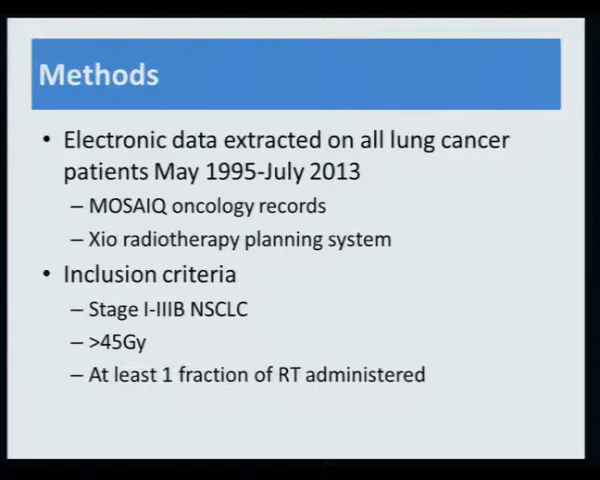 Methods
• Electronic data extracted on all lung cancer
patients May 1995-July 2013
– MOSAIQ oncology records
– Xio radiotherapy planning system
• Inclusion criteria
– Stage I-IIIB NSCLC
– >45Gy
– At least 1 fraction of RT administered